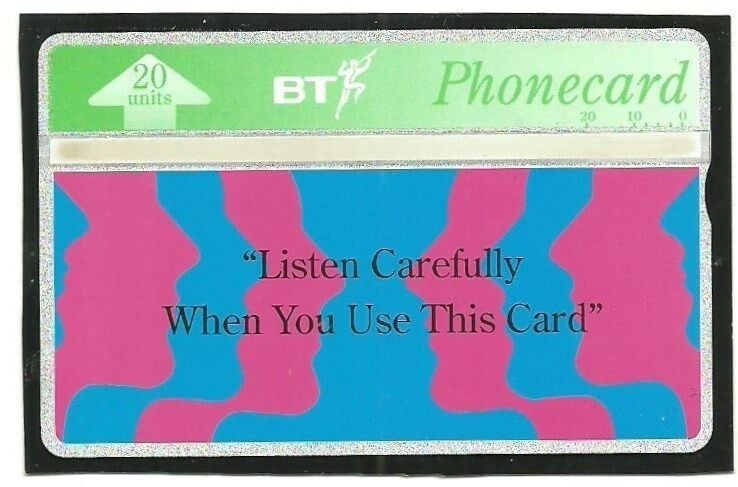 20
units
BT
Phonecard
20 10 0
“Listen Carefully
When You Use This Card”